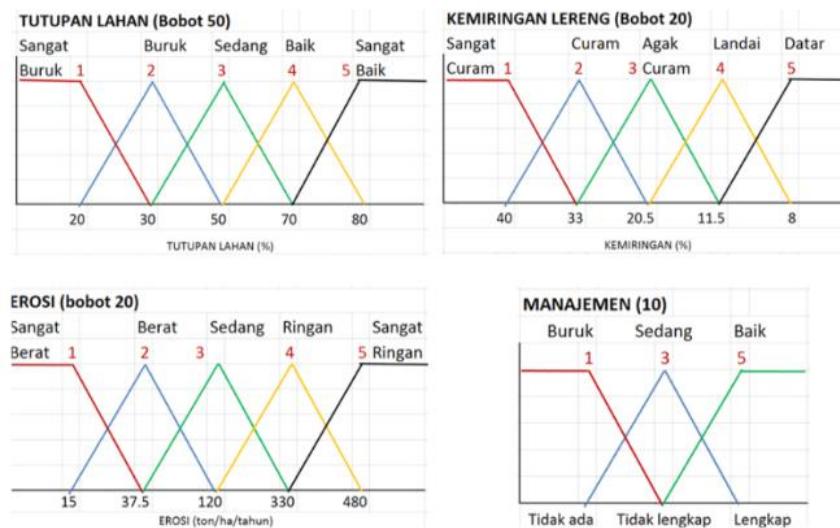 TUTUPAN LAHAN (Bobot 50)
Sangat Buruk Sedang Baik Sangat
Buruk 1 2 3 4 5 Baik
20 30 50 70 80
TUTUPAN LAHAN (%)
KEMIRINGAN LERENG (Bobot 20)
Sangat Curam Agak Landai Datar
Curam 1 2 3 Curam 4 5
40 33 20.5 11.5 8
KEMIRINGAN (%)
EROSI (bobot 20)
Sangat Berat Sedang Ringan Sangat
Berat 1 2 3 4 5 Ringan
15 37.5 120 330 480
EROSI (ton/ha/tahun)
MANAJEMEN (10)
Buruk Sedang Baik
1 3 5
Tidak ada Tidak lengkap Lengkap